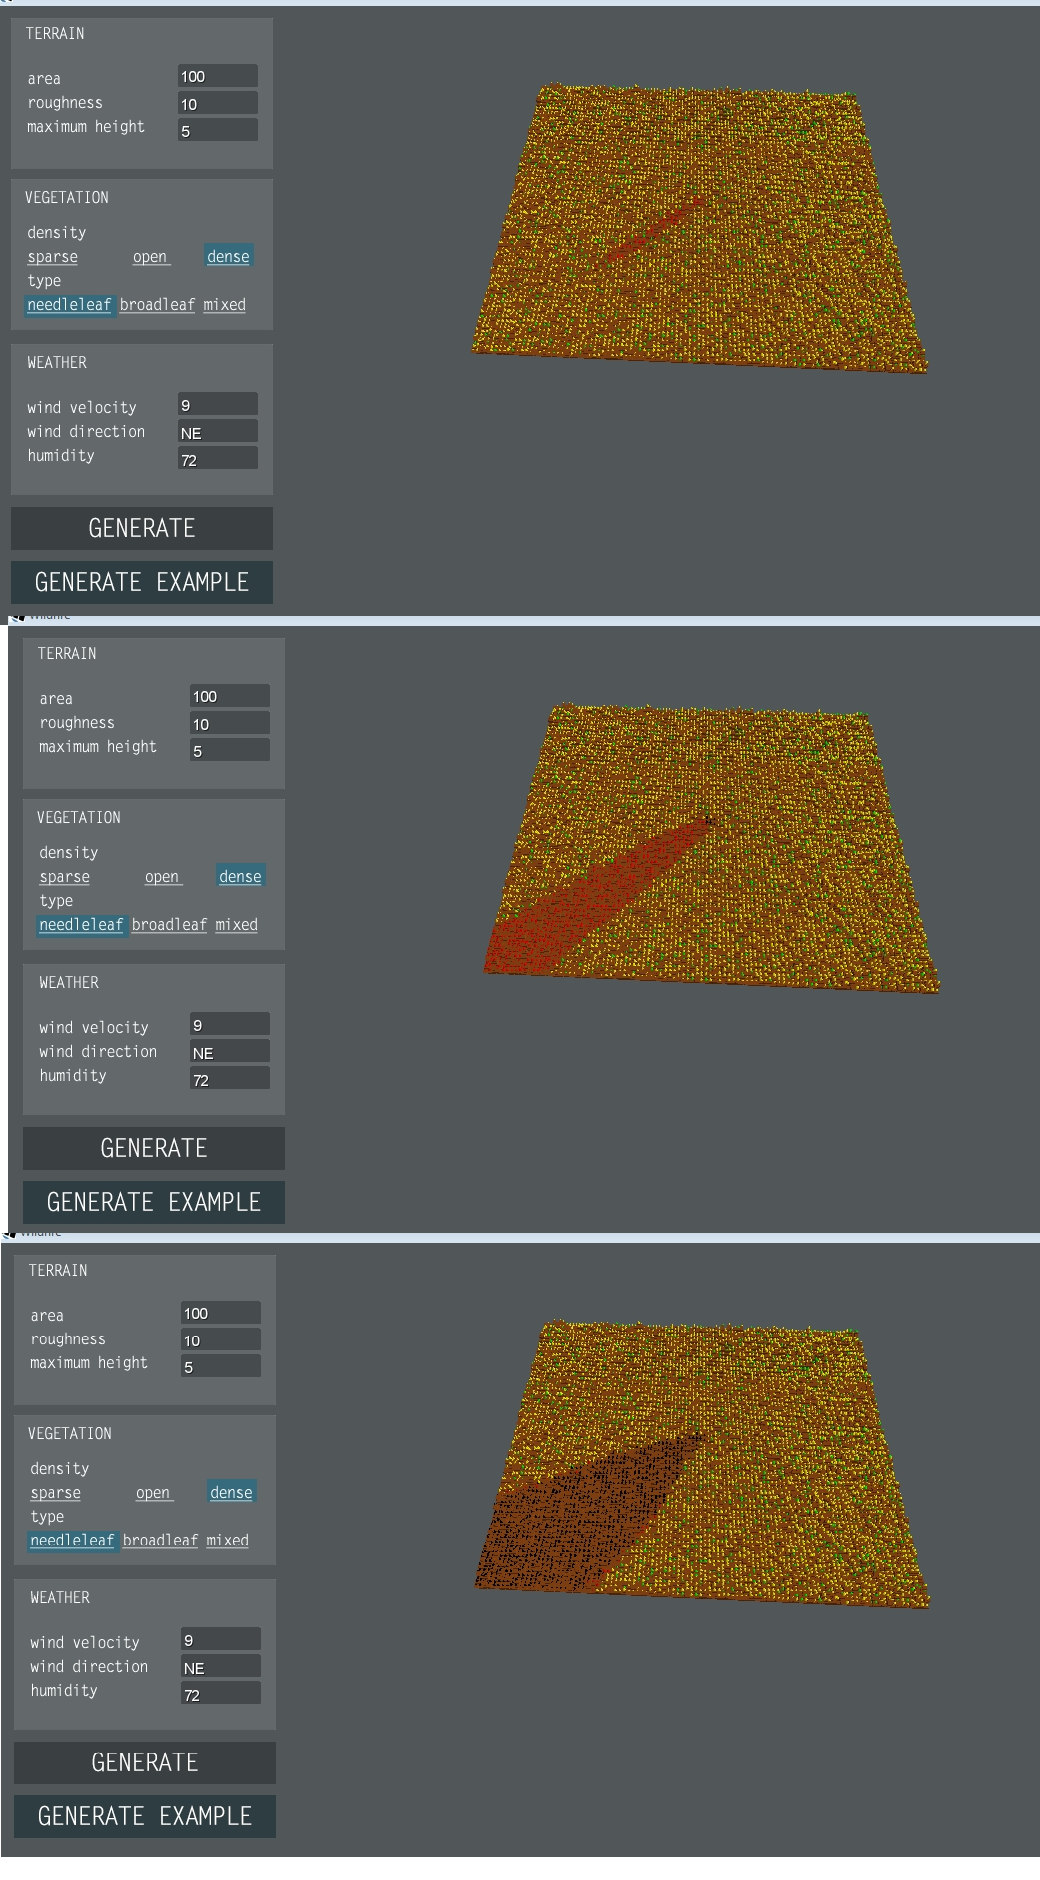 TERRAIN
area 100
roughness 10
maximum height 5
VEGETATION
density
sparse open dense
type
needleleaf broadleaf mixed
WEATHER
wind velocity 9
wind direction NE
humidity 72
GENERATE
GENERATE EXAMPLE
TERRAIN
area 100
roughness 10
maximum height 5
VEGETATION
density
sparse open dense
type
needleleaf broadleaf mixed
WEATHER
wind velocity 9
wind direction NE
humidity 72
GENERATE
GENERATE EXAMPLE
TERRAIN
area 100
roughness 10
maximum height 5
VEGETATION
density
sparse open dense
type
needleleaf broadleaf mixed
WEATHER
wind velocity 9
wind direction NE
humidity 72
GENERATE
GENERATE EXAMPLE